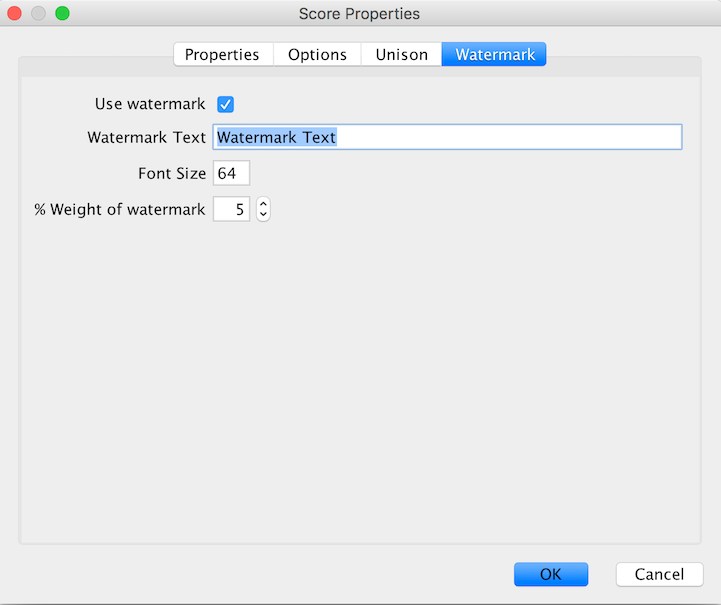 Score Properties
Properties Options Unison Watermark
Use watermark
Watermark Text Watermark Text
Font Size 64
% Weight of watermark 5
OK Cancel